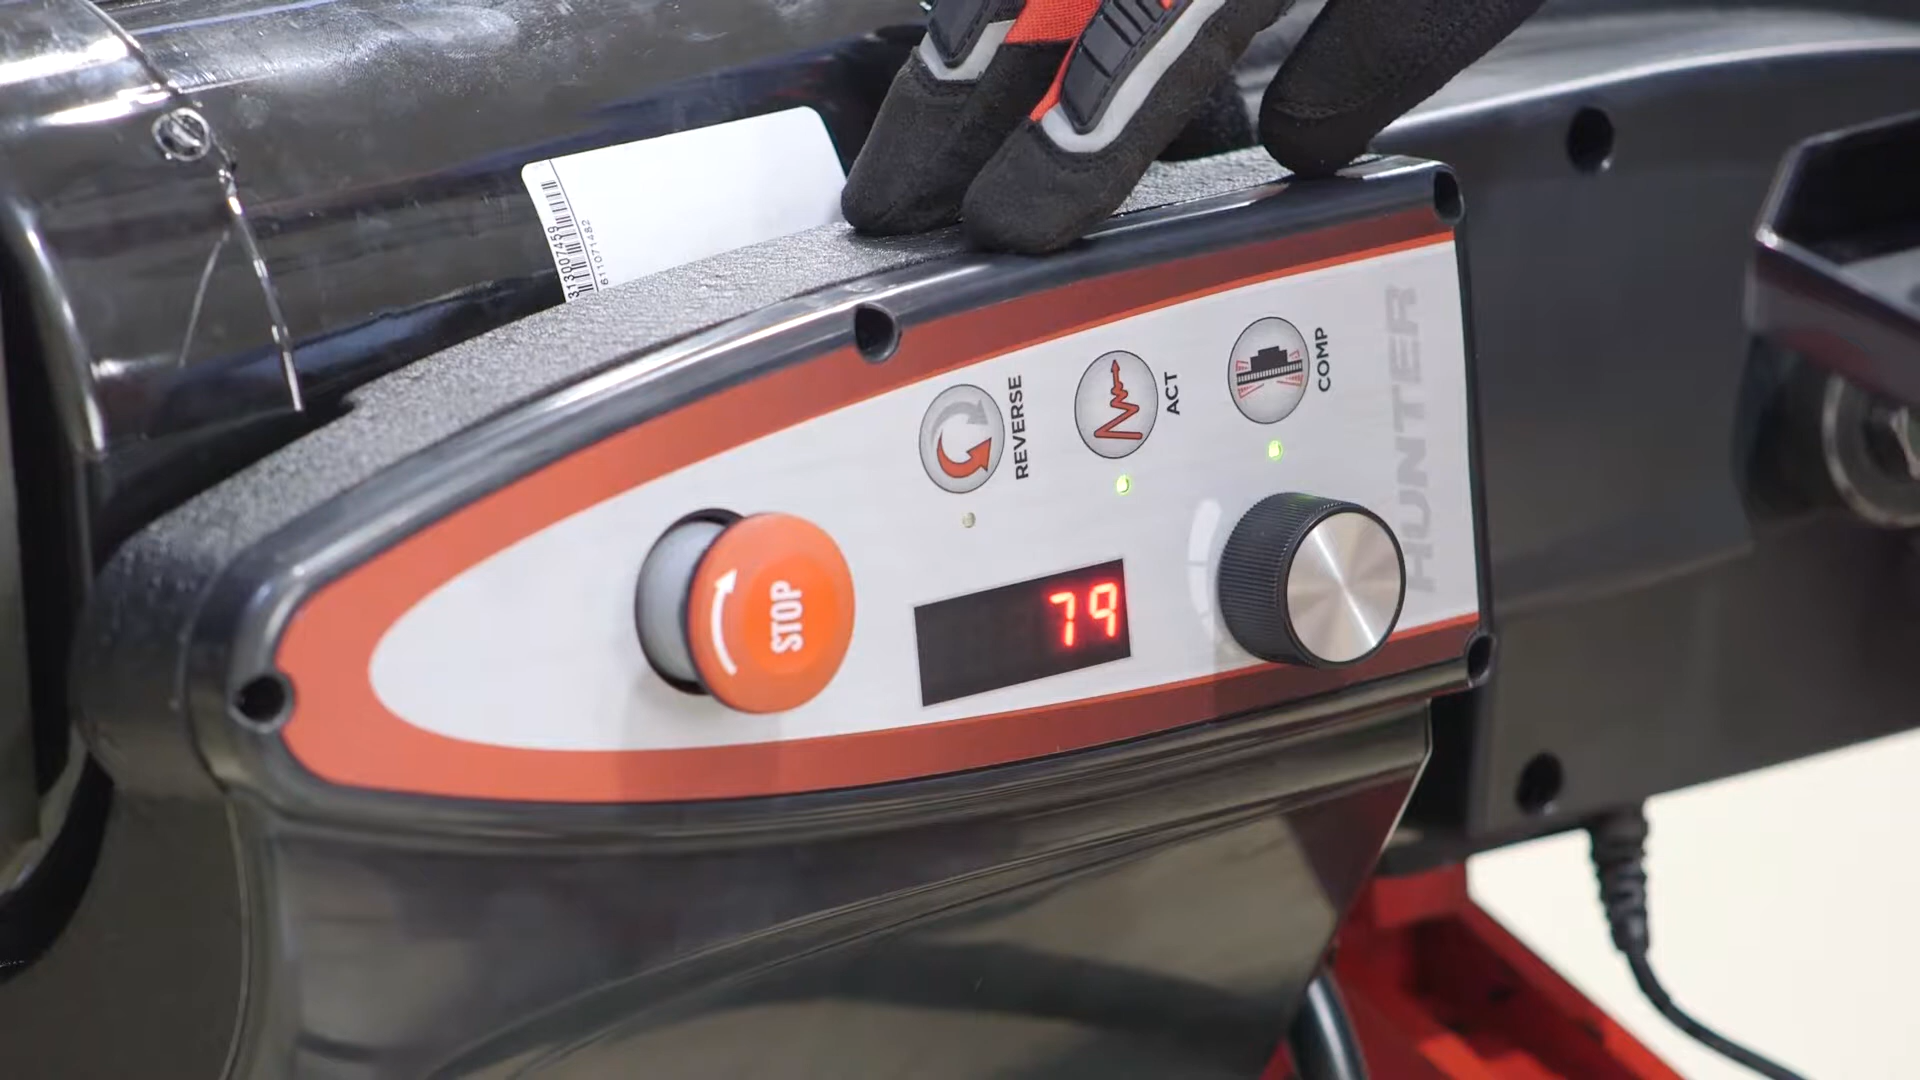 313007459
611071482
REVERSE
ACT
COMP
HUNTER
STOP
79